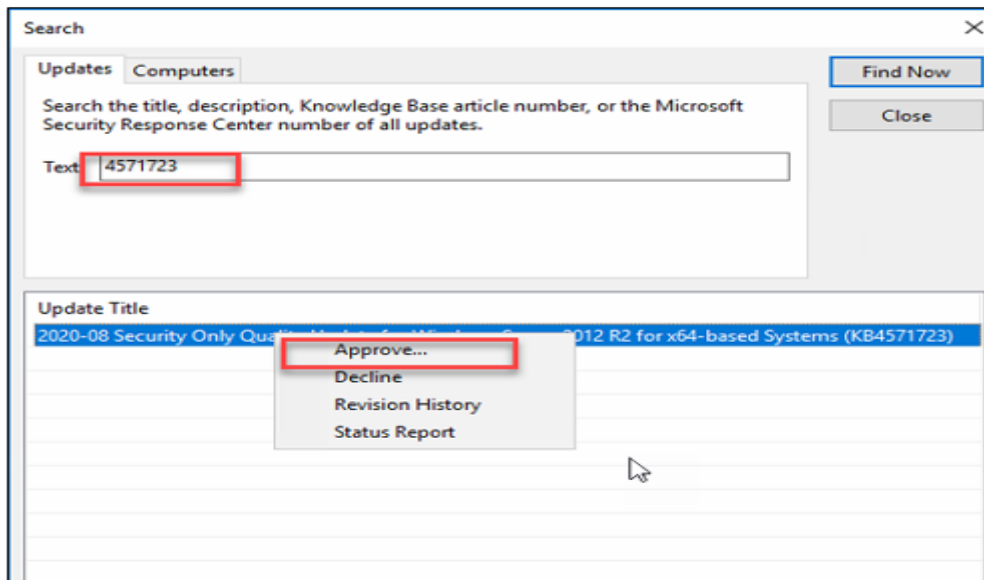 Search
Updates Computers
Find Now
Search the title, description, Knowledge Base article number, or the Microsoft
Security Response Center number of all updates.
Close
Text 4571723
Update Title
2020-08 Security Only 012 R2 for x64-based Systems (KB4571723)
Approve...
Decline
Revision History
Status Report